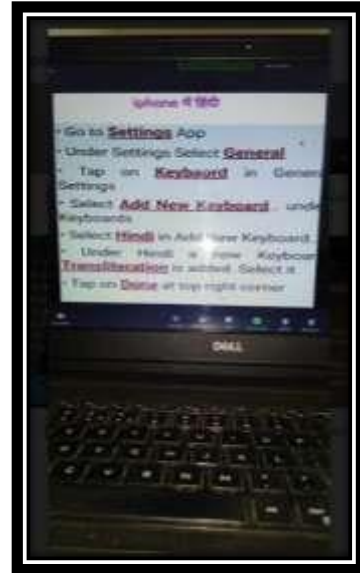 iphone में हिंदी
- Go to Settings App
- Under Settings Select General
- Tap on Keybaord in General
Settings
- Select Add New Keyboard , under
Keyboards
- Select Hindi in Add New Keyboard
- Under Hindi a new Keyboar
Transliteration is added. Select it
- Tap on Done at top right corner
DELL